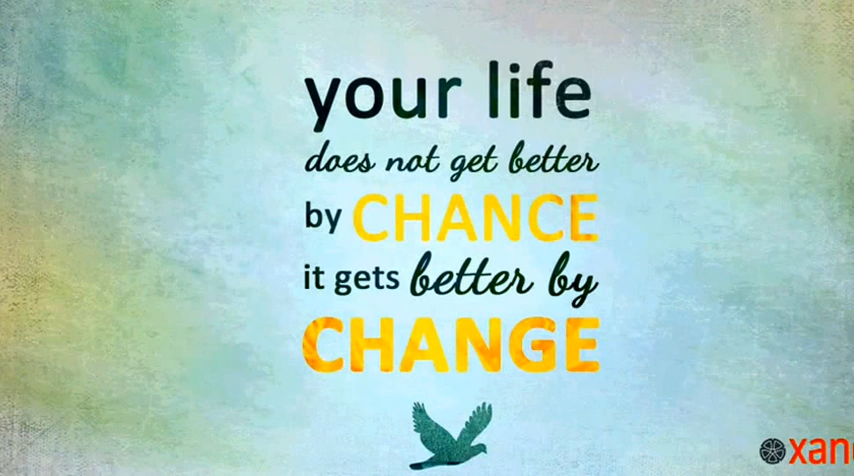 your life
does not get better
by CHANCE
it gets better by
CHANGE